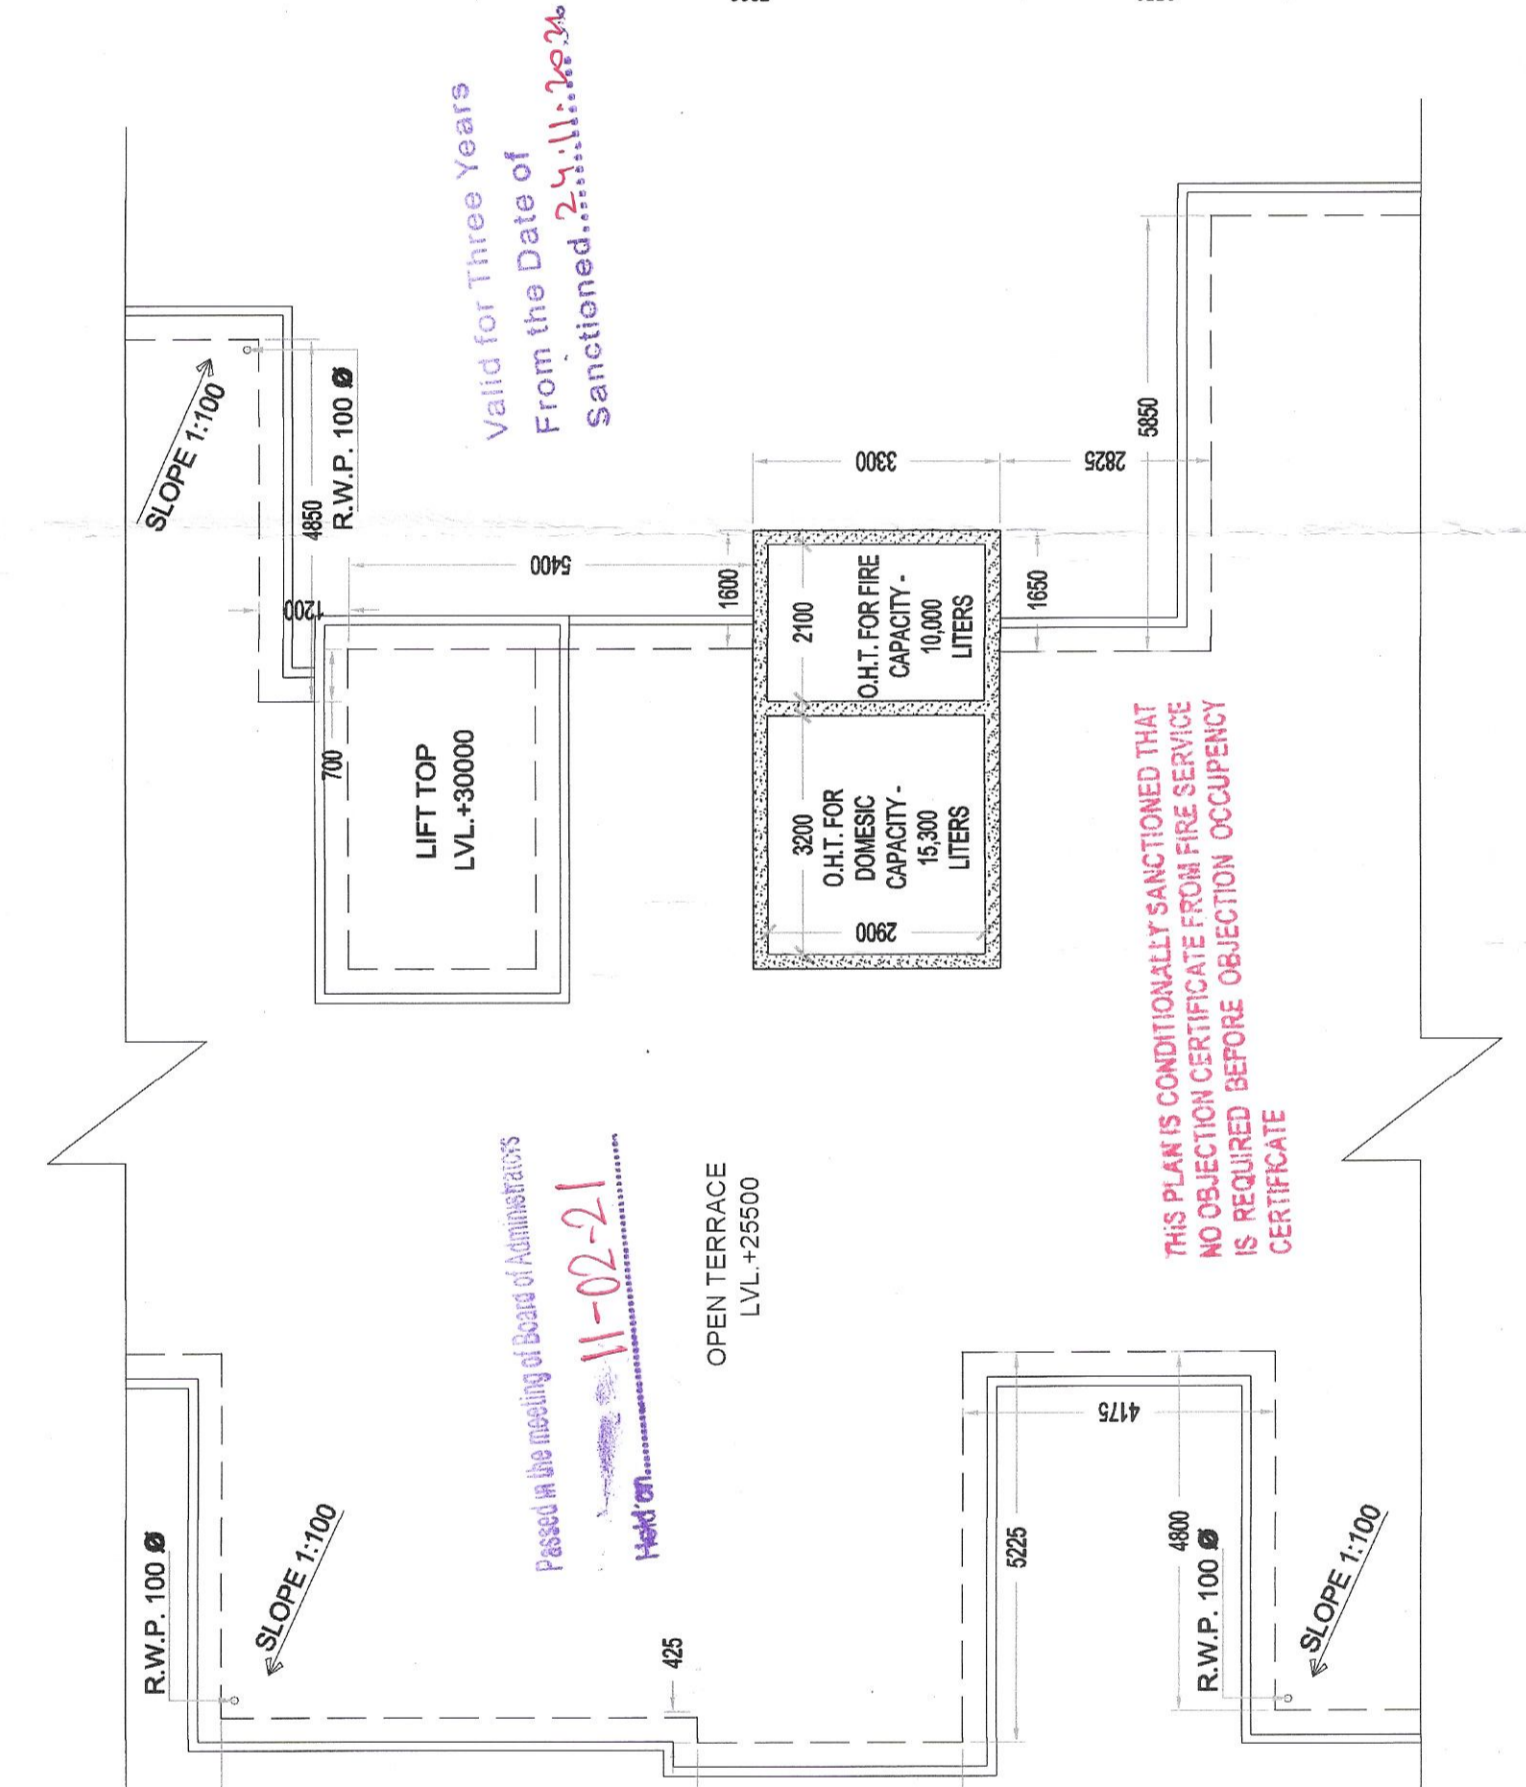 SLOPE 1:100
4850
R.W.P. 100 Ø
1200
700
LIFT TOP
LVL.+30000
5400
1600
3300
2825
2100
O.H.T. FOR FIRE
CAPACITY -
10,000
LITERS
3200
O.H.T. FOR
DOMESIC
CAPACITY -
15,300
LITERS
2900
1650
5850
Valid for Three Years
From the Date of
Sanctioned 24.11.202
THIS PLAN IS CONDITIONALLY SANCTIONED THAT
NO OBJECTION CERTIFICATE FROM FIRE SERVICE
IS REQUIRED BEFORE OBJECTION OCCUPENCY
CERTIFICATE
Passed in the meeting of Board of Administrators
11-02-21
Held on
OPEN TERRACE
LVL.+25500
R.W.P. 100 Ø
SLOPE 1:100
425
5225
4175
4800
R.W.P. 100 Ø
SLOPE 1:100